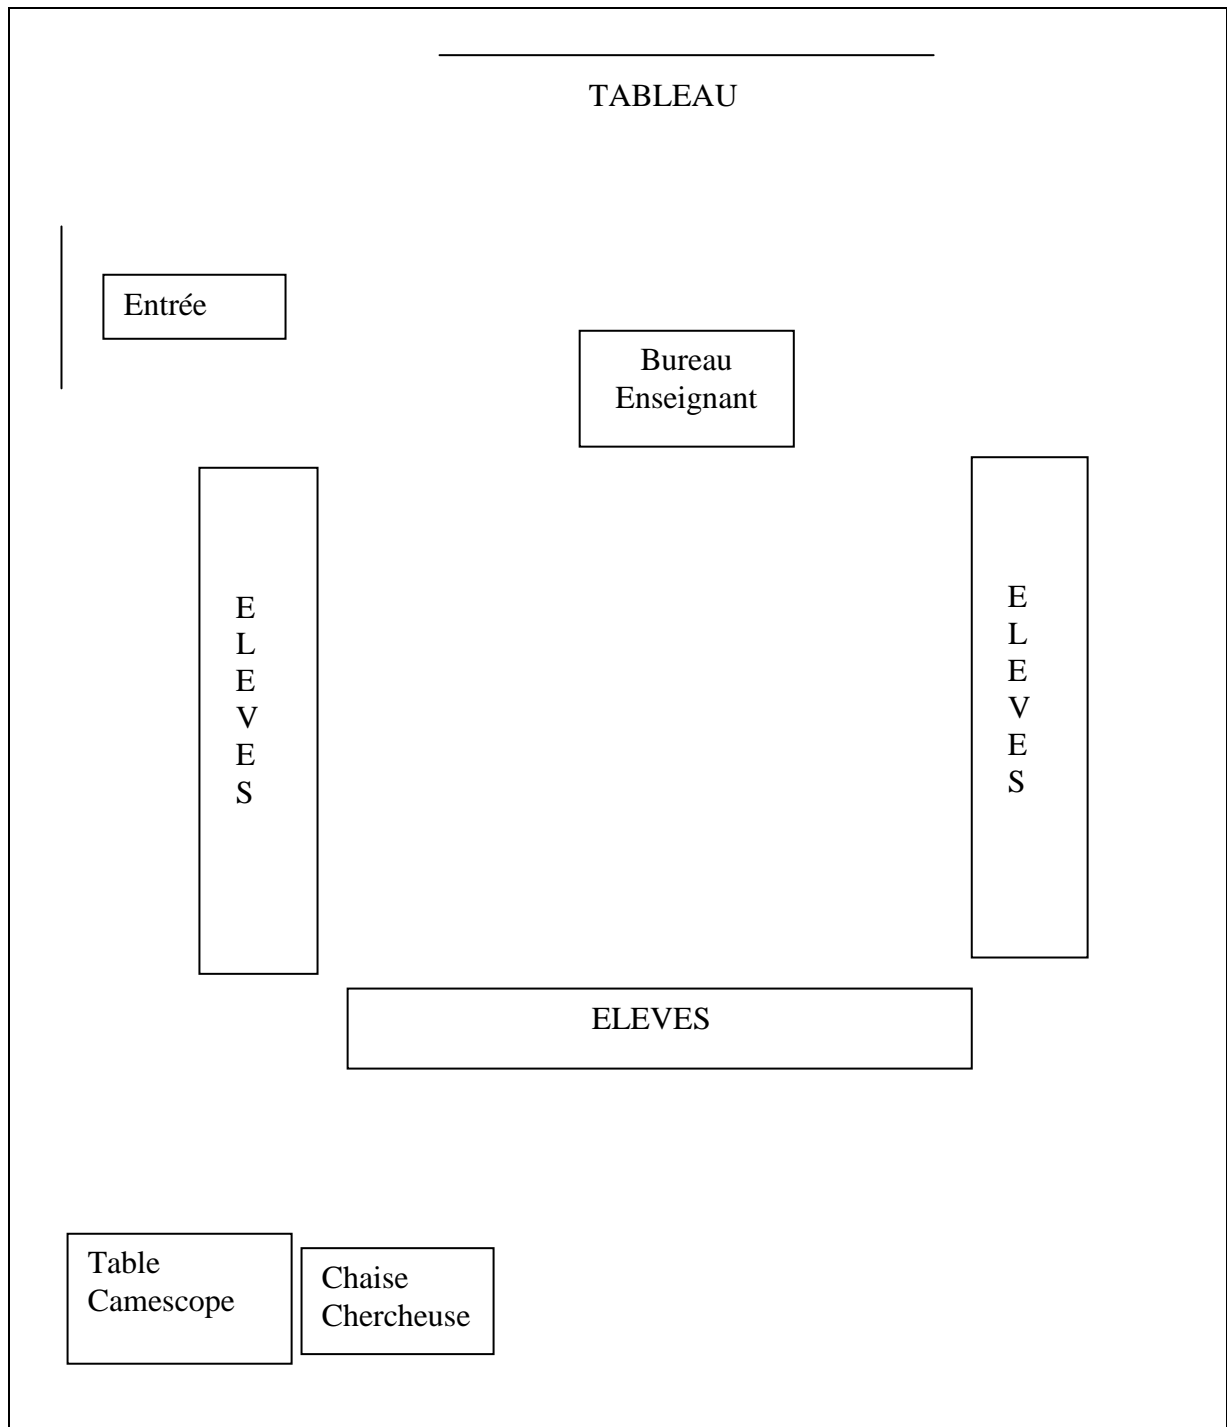 TABLEAU
Entrée
Bureau
Enseignant
E
L
E
V
E
S
E
L
E
V
E
S
ELEVES
Table
Camescope
Chaise
Chercheuse